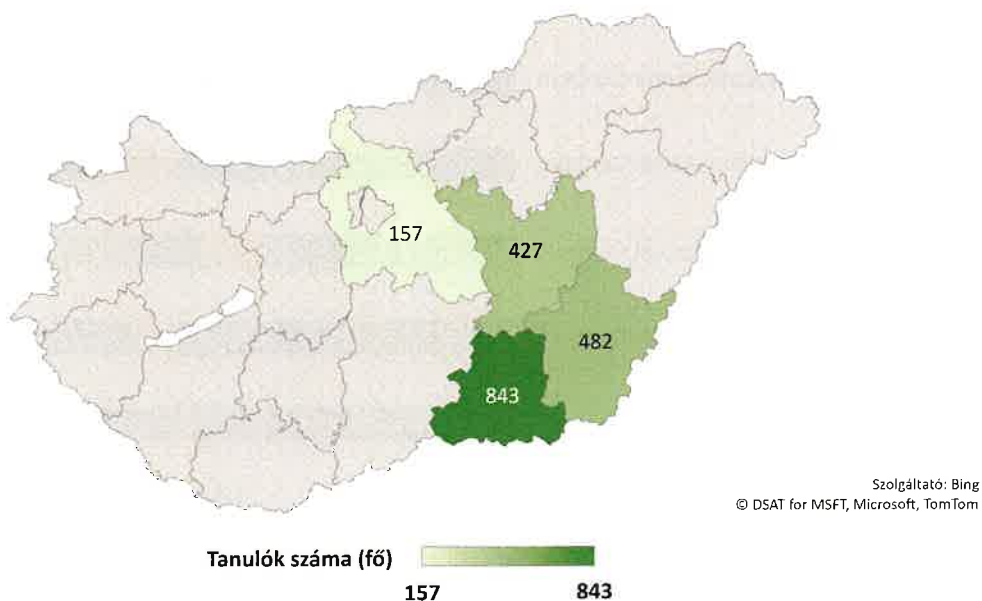 157
427
482
843
Szolgáltató: Bing
© DSAT for MSFT, Microsoft, TomTom
Tanulók száma (fő)
157 843